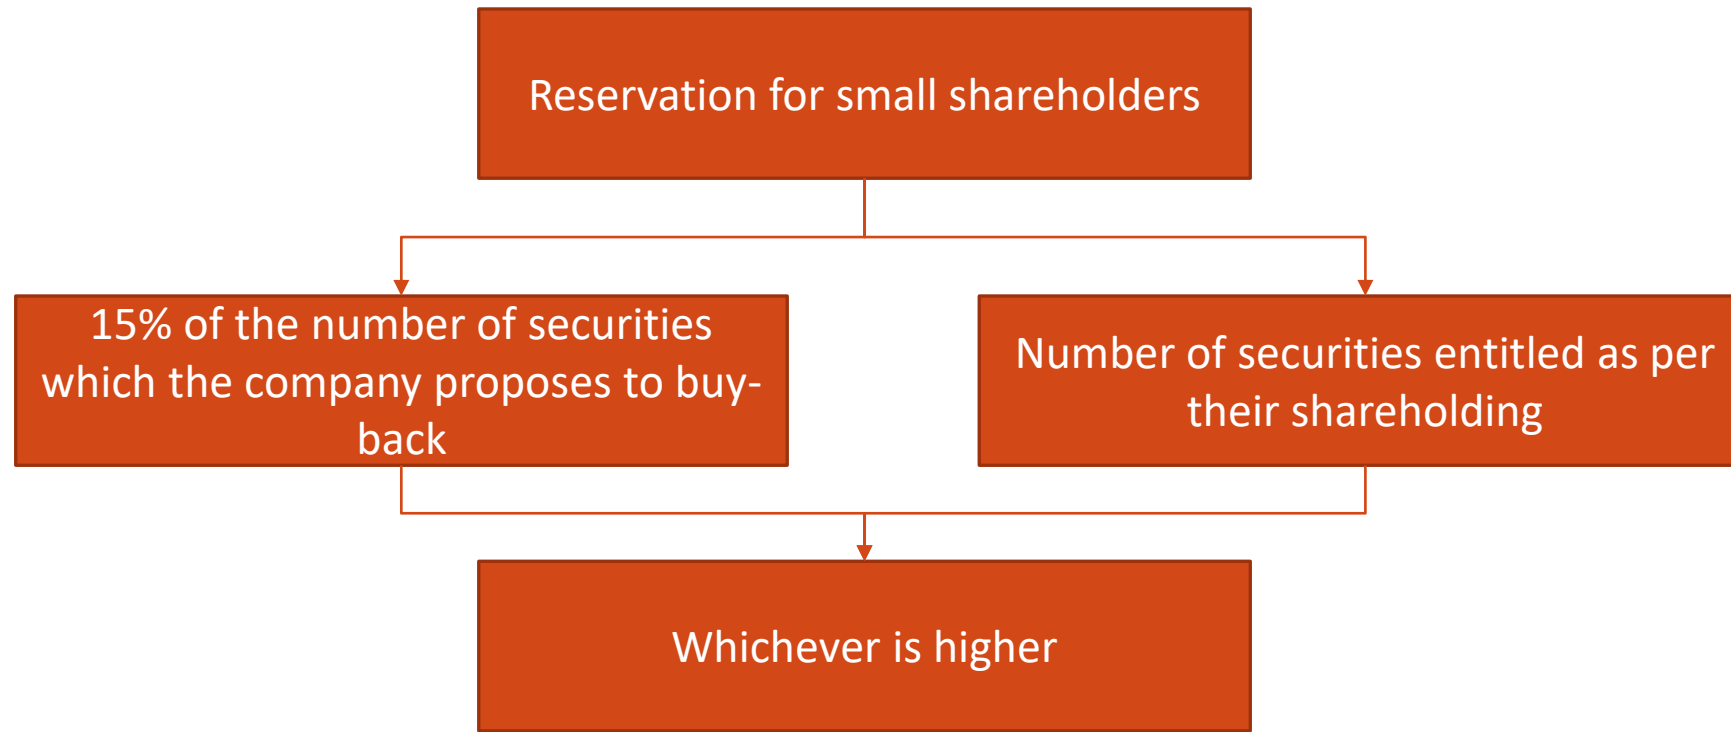 Reservation for small shareholders
15% of the number of securities
which the company proposes to buy-
back
Number of securities entitled as per
their shareholding
Whichever is higher